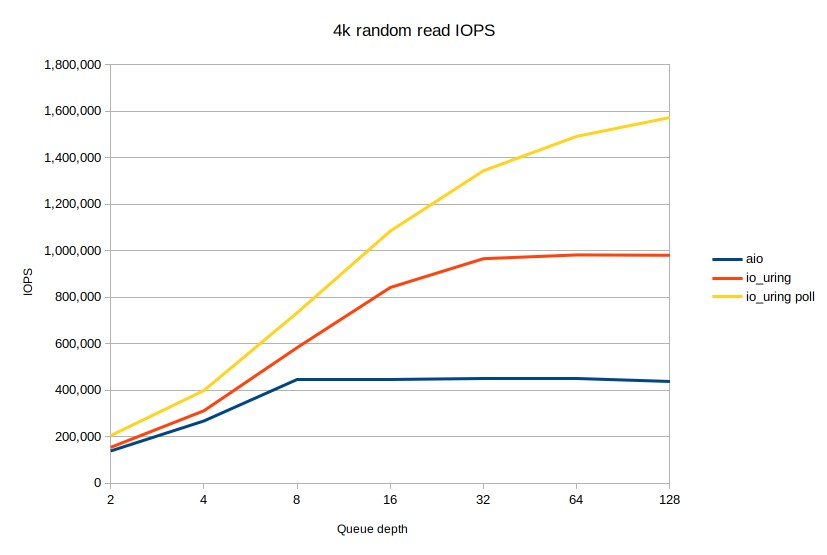 4k random read IOPS
1,800,000
1,600,000
1,400,000
1,200,000
1,000,000
800,000
600,000
400,000
200,000
0
IOPS
2 4 8 16 32 64 128
Queue depth
aio
io_uring
io_uring poll